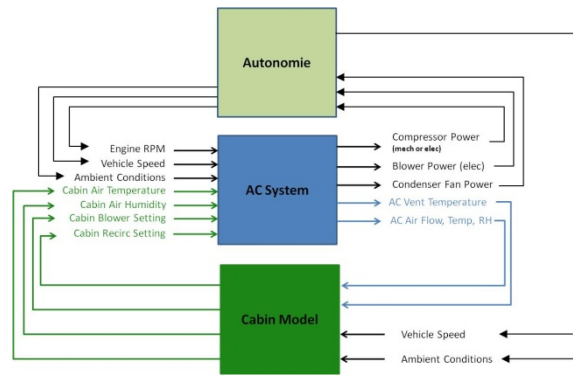 Autonomie
Engine RPM
Vehicle Speed
Ambient Conditions
Cabin Air Temperature
Cabin Air Humidity
Cabin Blower Setting
Cabin Recirc Setting
AC System
Compressor Power
(mech or elec)
Blower Power (elec)
Condenser Fan Power
AC Vent Temperature
AC Air Flow, Temp, RH
Cabin Model
Vehicle Speed
Ambient Conditions